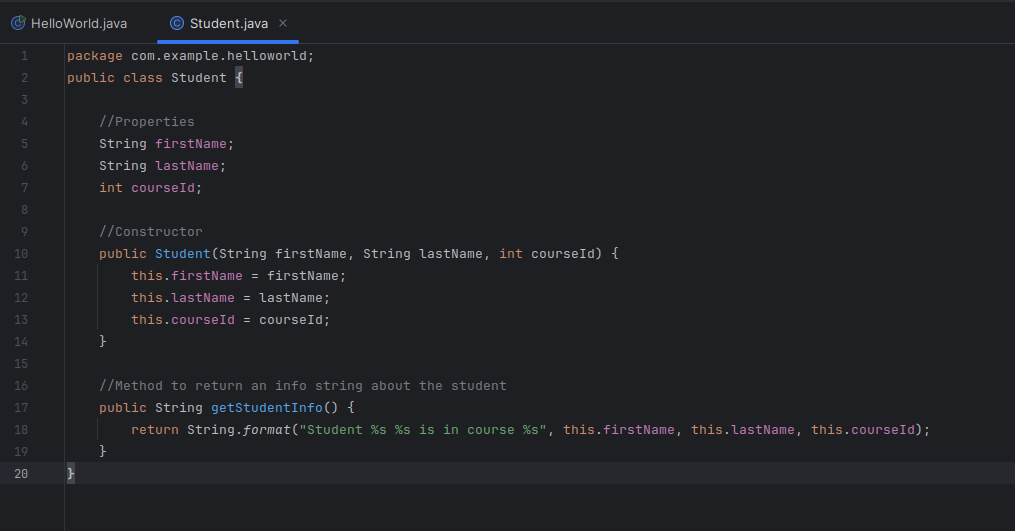 HelloWorld.java Student.java
1 package com.example.helloworld;
2 public class Student {
3
4 //Properties
5 String firstName;
6 String lastName;
7 int courseId;
8
9 //Constructor
10 public Student(String firstName, String lastName, int courseId) {
11 this.firstName = firstName;
12 this.lastName = lastName;
13 this.courseId = courseId;
14 }
15
16 //Method to return an info string about the student
17 public String getStudentInfo() {
18 return String.format("Student %s %s is in course %s", this.firstName, this.lastName, this.courseId);
19 }
20 }